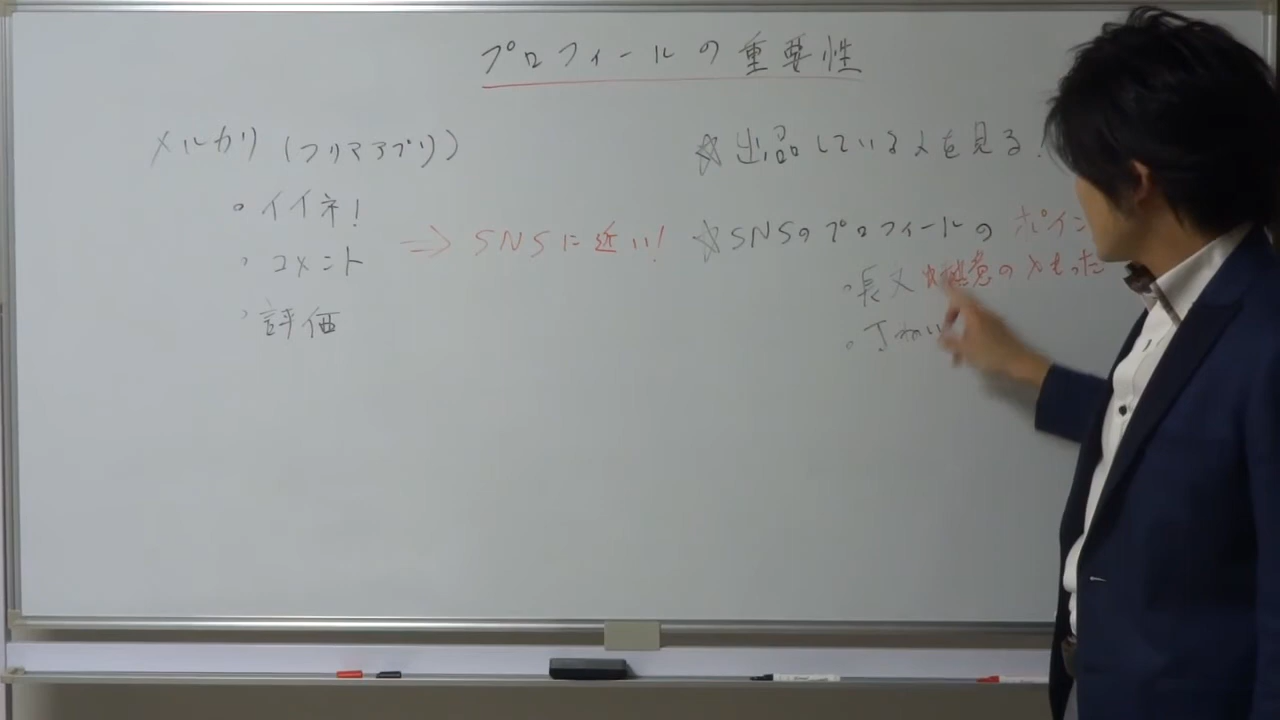 プロフィールの重要性
メルカリ (フリマアプリ)
。イイネ!
。コメント
。評価
⇒ SNSに近い!
☆出品している人を見る!
☆SNSのプロフィールの ポイン
。長文
。丁ねい